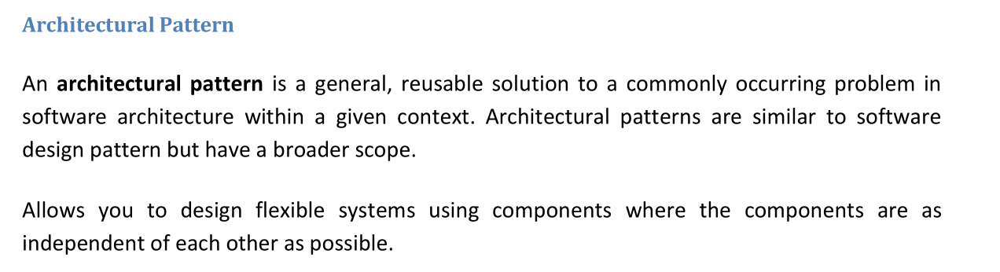 Architectural Pattern
An architectural pattern is a general, reusable solution to a commonly occurring problem in
software architecture within a given context. Architectural patterns are similar to software
design pattern but have a broader scope.
Allows you to design flexible systems using components where the components are as
independent of each other as possible.